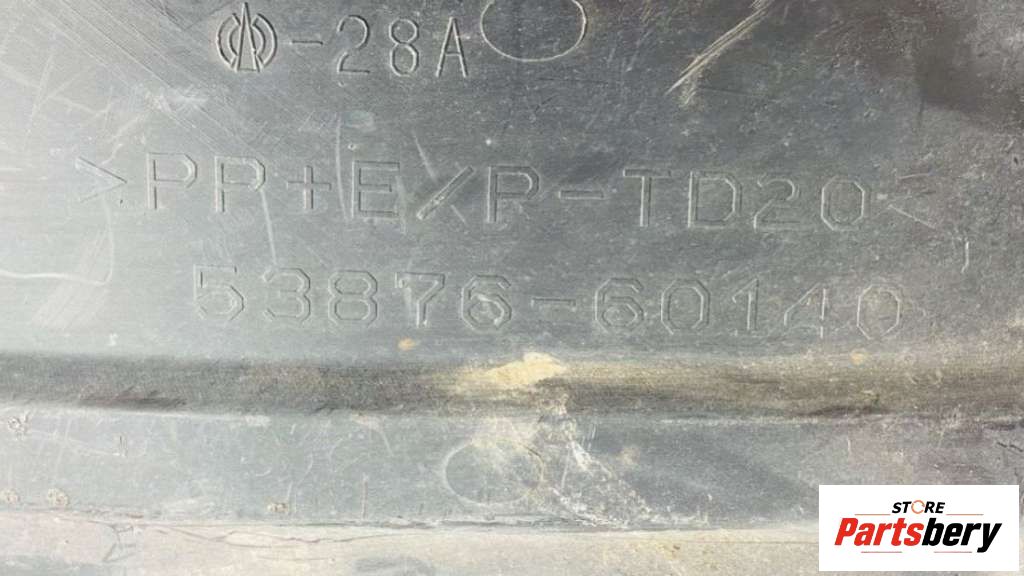 -28A
>PP+E/P-TD20<
53876-60140
STORE
Partsbery